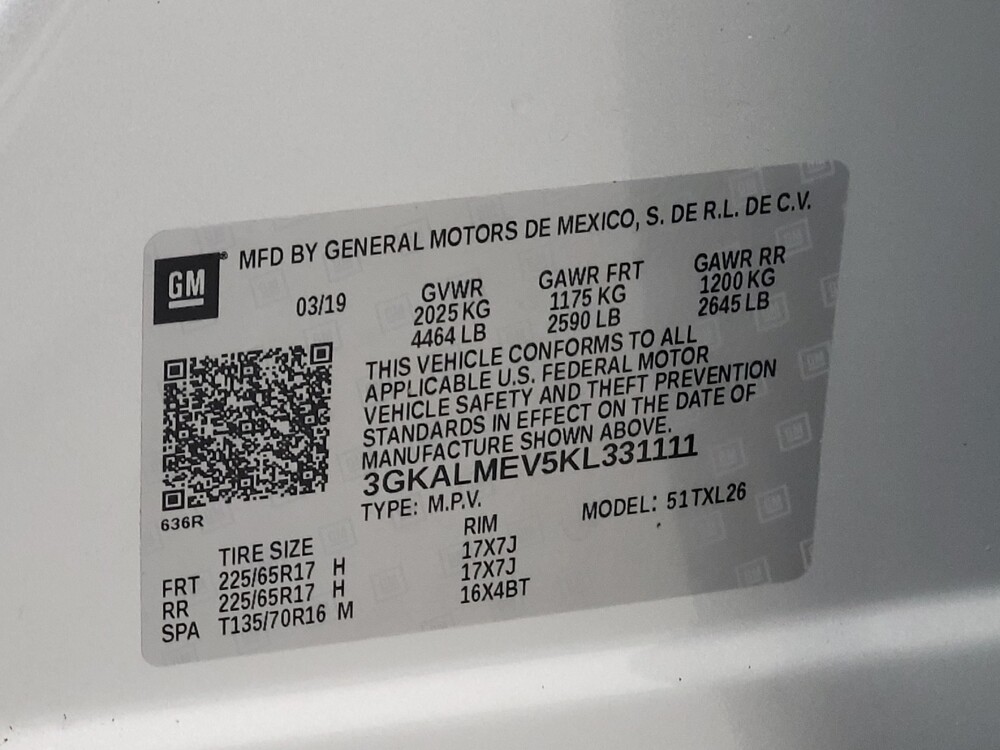 GM
MFD BY GENERAL MOTORS DE MEXICO, S. DE R.L. DE C.V.
03/19 GVWR GAWR FRT GAWR RR
2025 KG 1175 KG 1200 KG
4464 LB 2590 LB 2645 LB
THIS VEHICLE CONFORMS TO ALL
APPLICABLE U.S. FEDERAL MOTOR
VEHICLE SAFETY AND THEFT PREVENTION
STANDARDS IN EFFECT ON THE DATE OF
MANUFACTURE SHOWN ABOVE.
3GKALMEV5KL331111
TYPE: M.P.V. MODEL: 51TXL26
636R
TIRE SIZE RIM
FRT 225/65R17 H 17X7J
RR 225/65R17 H 17X7J
SPA T135/70R16 M 16X4BT